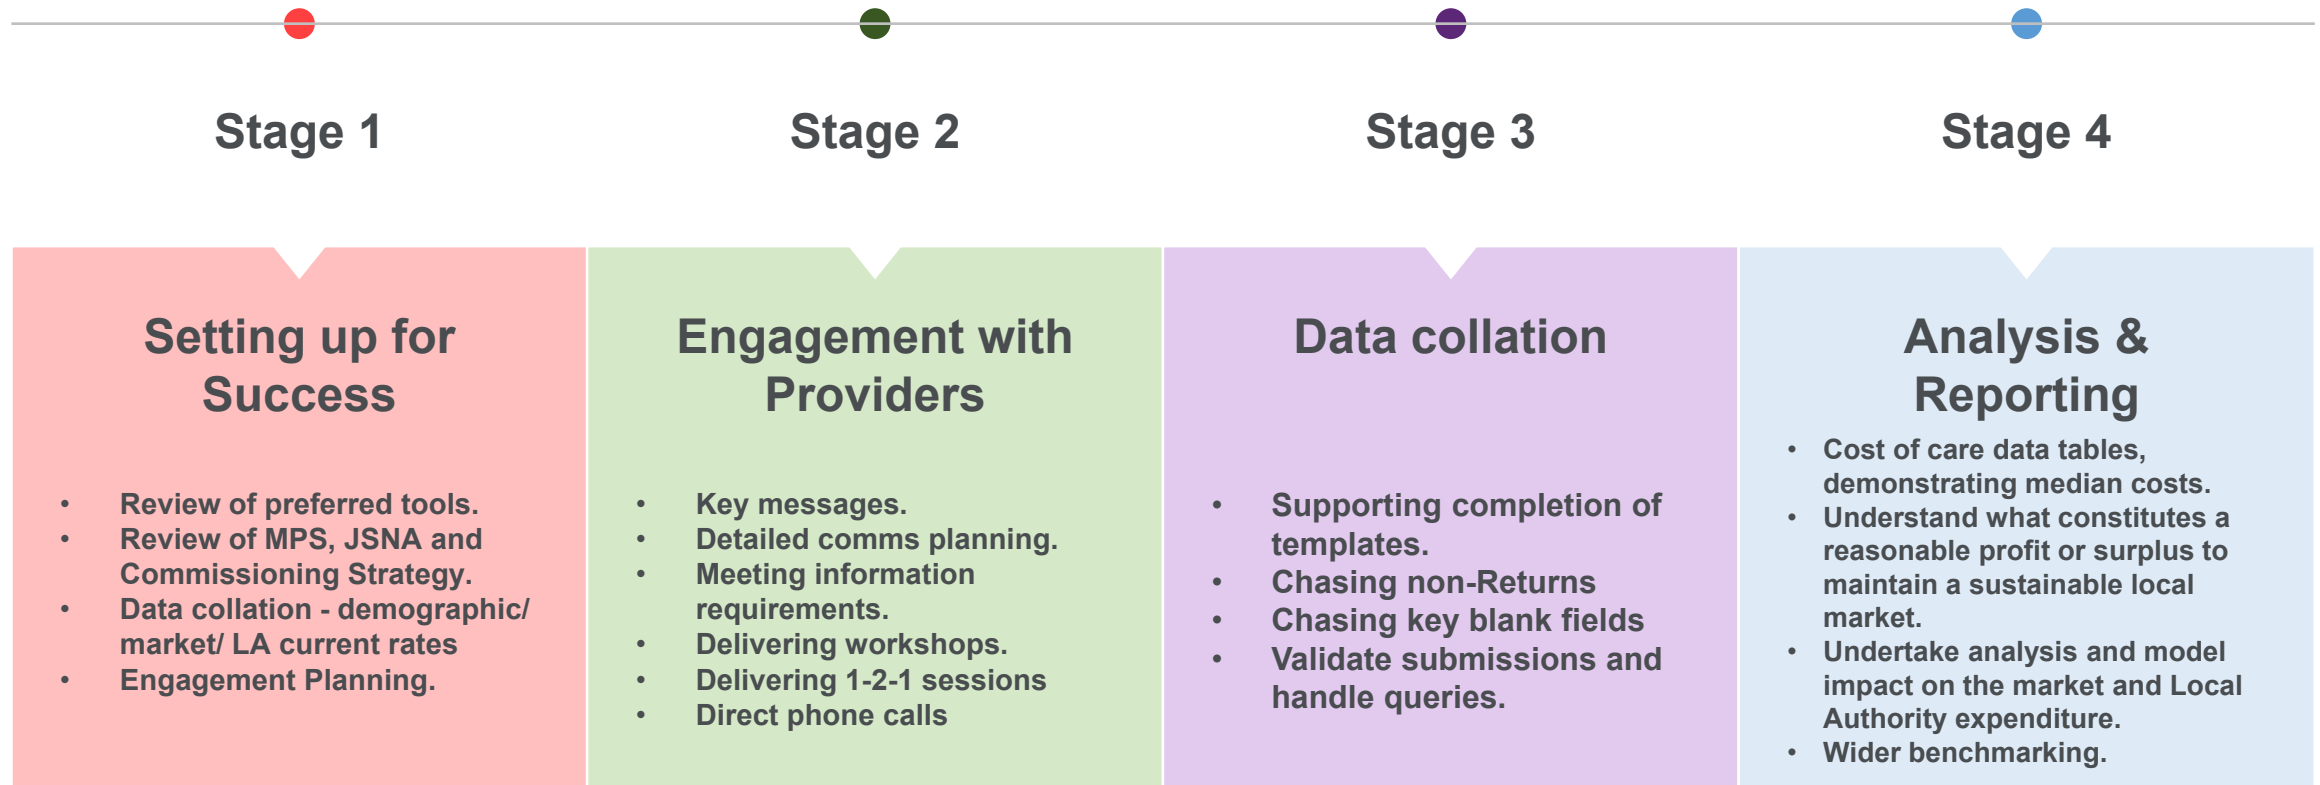 Stage 1
Stage 2
Stage 3
Stage 4
Setting up for
Success
• Review of preferred tools.
• Review of MPS, JSNA and
Commissioning Strategy.
• Data collation - demographic/
market/ LA current rates
• Engagement Planning.
Engagement with
Providers
• Key messages.
• Detailed comms planning.
• Meeting information
requirements.
• Delivering workshops.
• Delivering 1-2-1 sessions
• Direct phone calls
Data collation
• Supporting completion of
templates.
• Chasing non-Returns
• Chasing key blank fields
• Validate submissions and
handle queries.
Analysis &
Reporting
• Cost of care data tables,
demonstrating median costs.
• Understand what constitutes a
reasonable profit or surplus to
maintain a sustainable local
market.
• Undertake analysis and model
impact on the market and Local
Authority expenditure.
• Wider benchmarking.